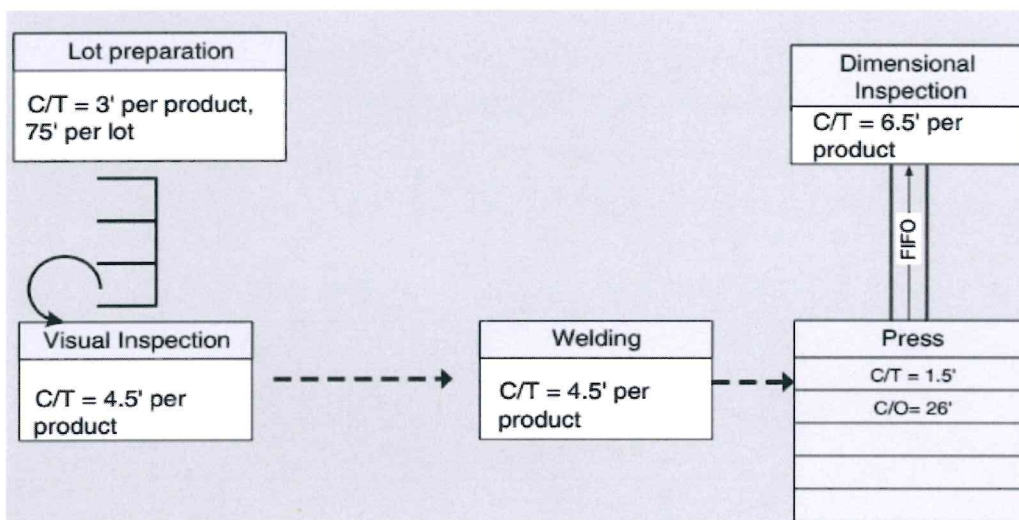 Lot preparation
C/T = 3' per product,
75' per lot
Visual Inspection
C/T = 4.5' per
product
Welding
C/T = 4.5' per
product
Press
C/T = 1.5'
C/O= 26'
FIFO
Dimensional
Inspection
C/T = 6.5' per
product